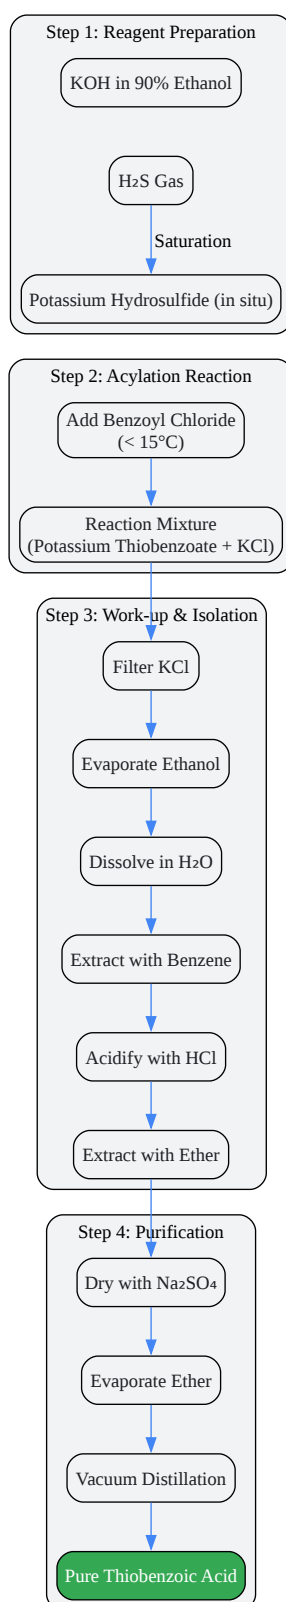 Step 1: Reagent Preparation
KOH in 90% Ethanol
H₂S Gas
Saturation
Potassium Hydrosulfide (in situ)
Step 2: Acylation Reaction
Add Benzoyl Chloride
(< 15°C)
Reaction Mixture
(Potassium Thiobenzoate + KCl)
Step 3: Work-up & Isolation
Filter KCl
Evaporate Ethanol
Dissolve in H₂O
Extract with Benzene
Acidify with HCl
Extract with Ether
Step 4: Purification
Dry with Na₂SO₄
Evaporate Ether
Vacuum Distillation
Pure Thiobenzoic Acid